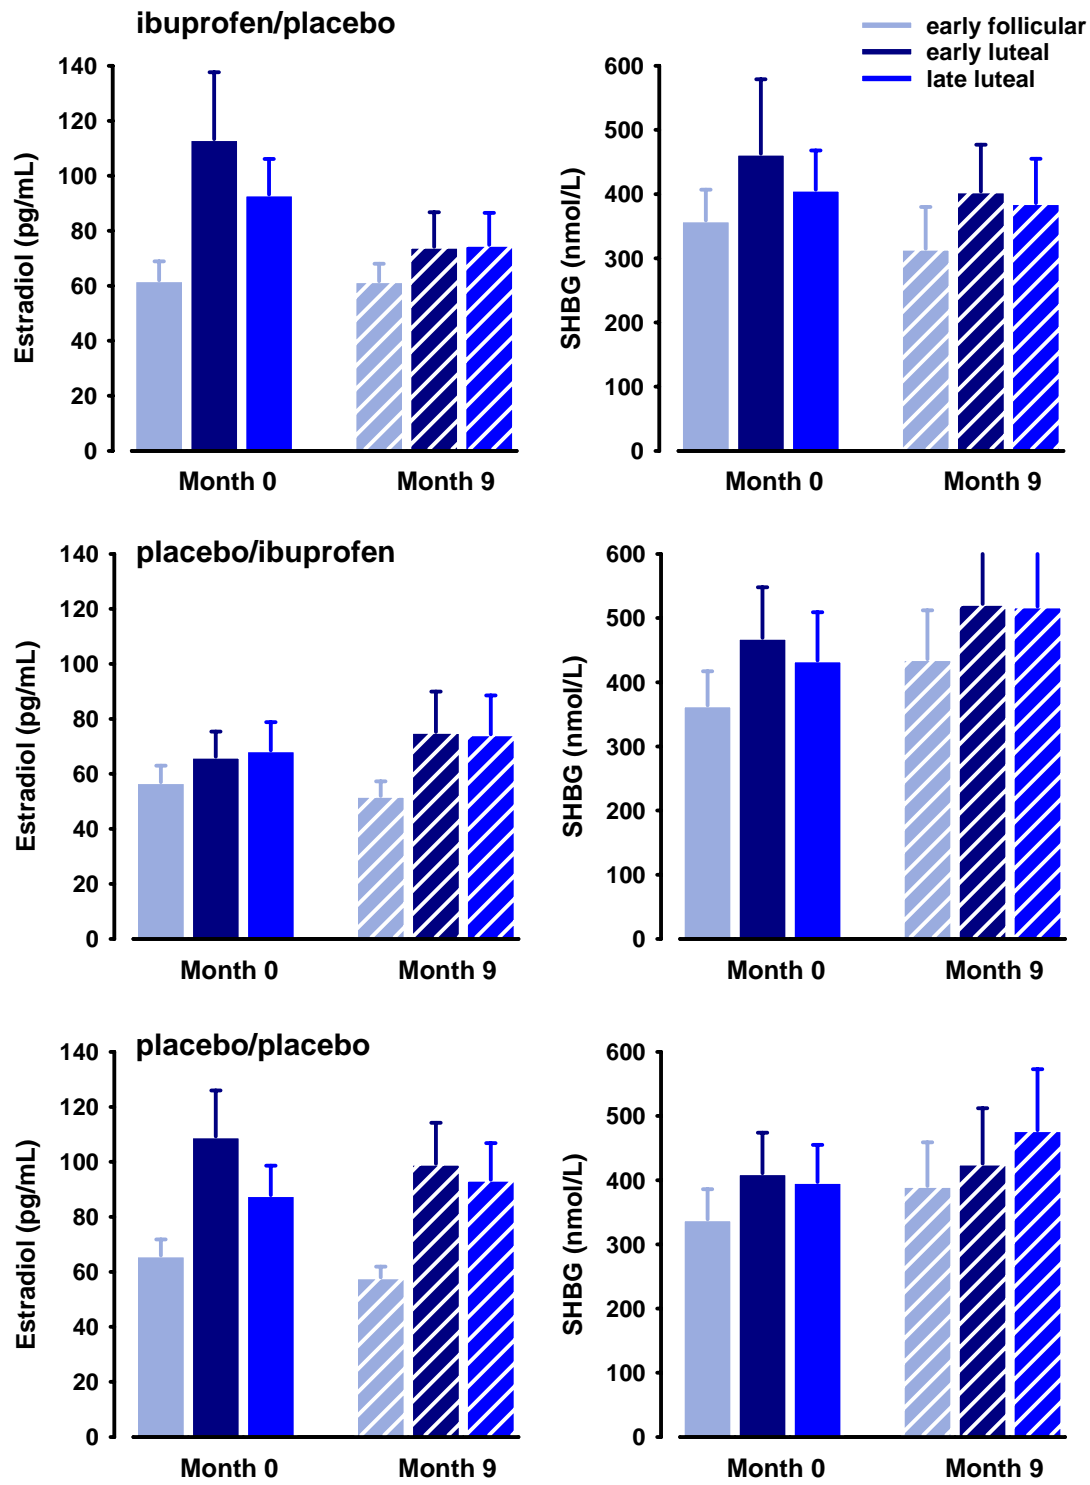 ibuprofen/placebo
early follicular
early luteal
late luteal
Estradiol (pg/mL)
140
120
100
80
60
40
20
0
Month 0
Month 9
SHBG (nmol/L)
600
500
400
300
200
100
0
Month 0
Month 9
placebo/ibuprofen
Estradiol (pg/mL)
140
120
100
80
60
40
20
0
Month 0
Month 9
SHBG (nmol/L)
600
500
400
300
200
100
0
Month 0
Month 9
placebo/placebo
Estradiol (pg/mL)
140
120
100
80
60
40
20
0
Month 0
Month 9
SHBG (nmol/L)
600
500
400
300
200
100
0
Month 0
Month 9